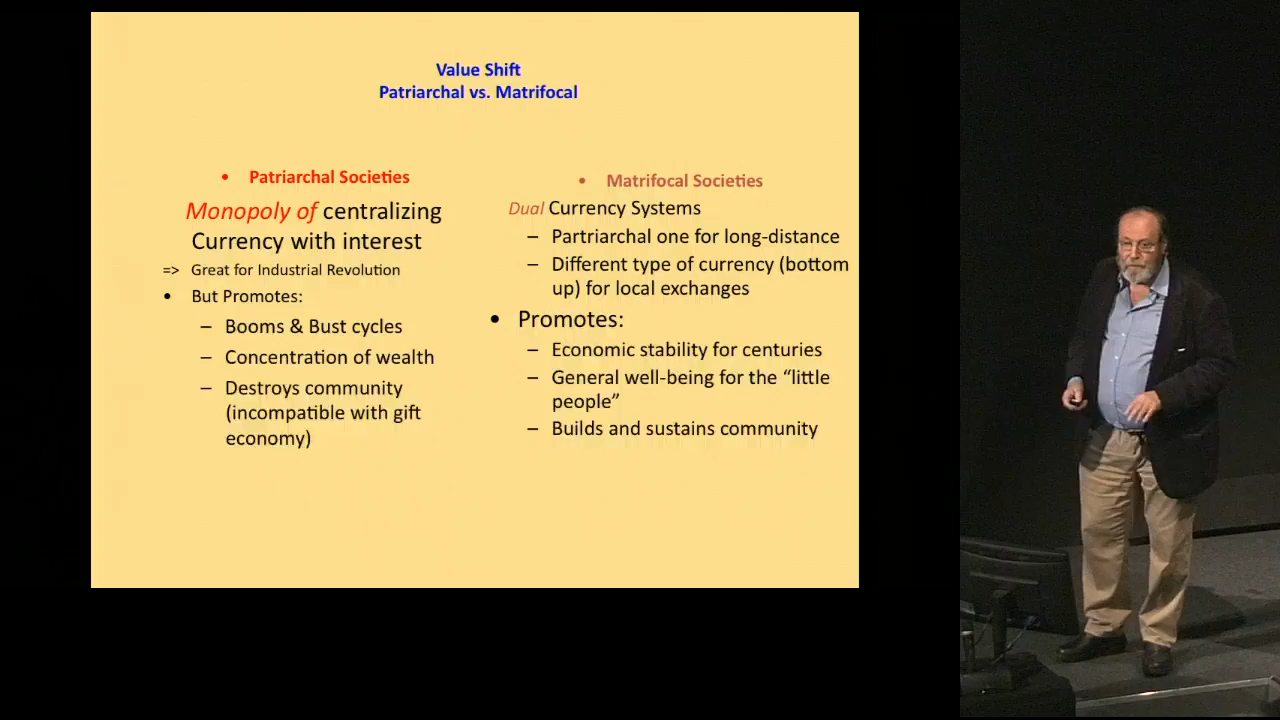 Value Shift
Patriarchal vs. Matrifocal
• Patriarchal Societies
Monopoly of centralizing
Currency with interest
=> Great for Industrial Revolution
• But Promotes:
– Booms & Bust cycles
– Concentration of wealth
– Destroys community
(incompatible with gift
economy)
• Matrifocal Societies
Dual Currency Systems
– Partriarchal one for long-distance
– Different type of currency (bottom
up) for local exchanges
• Promotes:
– Economic stability for centuries
– General well-being for the “little
people”
– Builds and sustains community